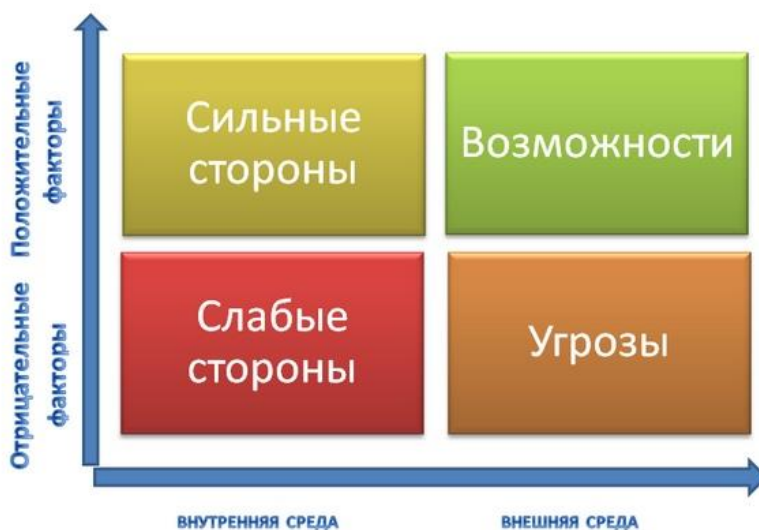 Положительные
факторы
Сильные
стороны
Возможности
Отрицательные
факторы
Слабые
стороны
Угрозы
ВНУТРЕННЯЯ СРЕДА
ВНЕШНЯЯ СРЕДА